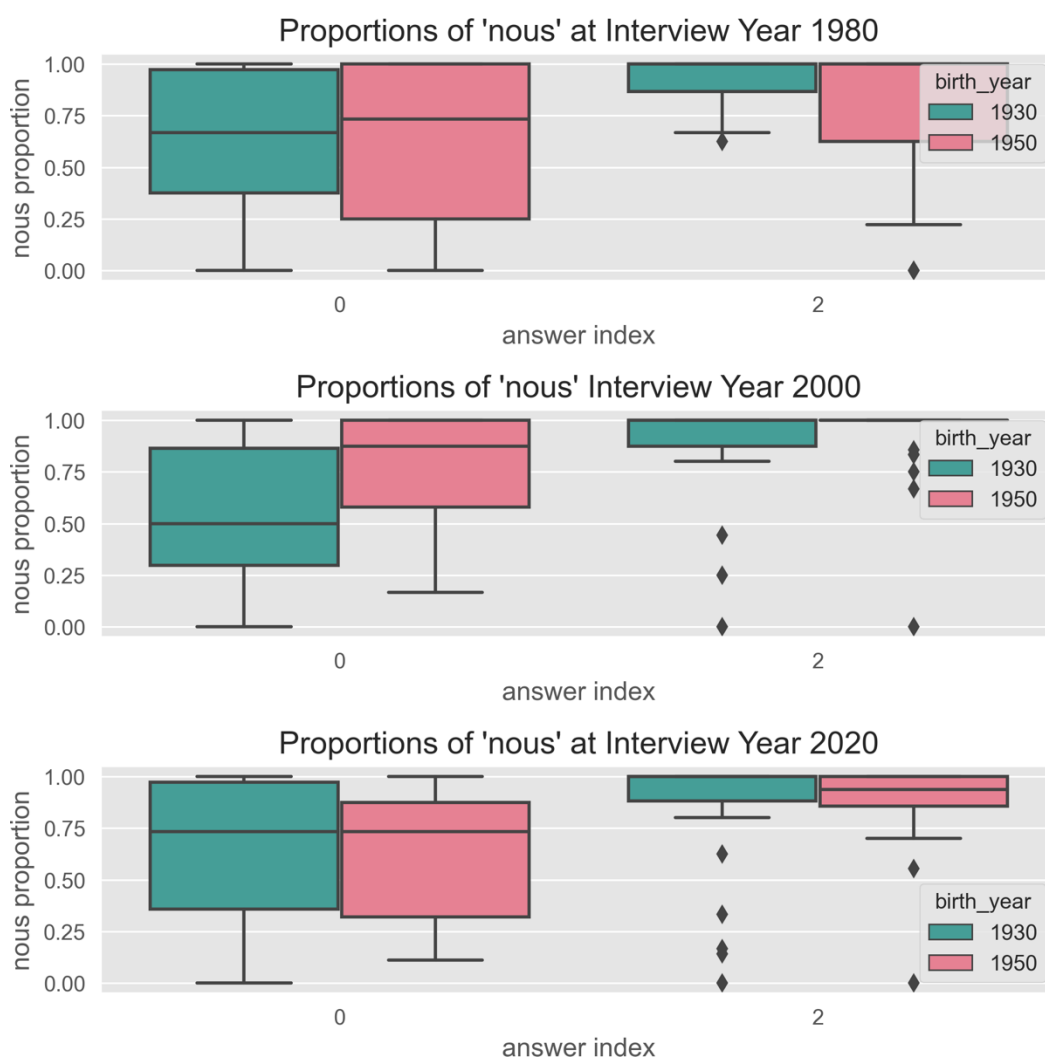 Proportions of 'nous' at Interview Year 1980
nous proportion
1.00
0.75
0.50
0.25
0.00
birth_year
1930
1950
0 2
answer index
Proportions of 'nous' Interview Year 2000
nous proportion
1.00
0.75
0.50
0.25
0.00
birth_year
1930
1950
0 2
answer index
Proportions of 'nous' at Interview Year 2020
nous proportion
1.00
0.75
0.50
0.25
0.00
birth_year
1930
1950
0 2
answer index